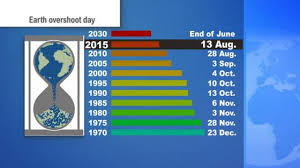 Earth overshoot day
2030 End of June
2015 13 Aug.
2010 28 Aug.
2005 3 Sep.
2000 4 Oct.
1995 10 Oct.
1990 13 Oct.
1985 6 Nov.
1980 3 Nov.
1975 28 Nov.
1970 23 Dec.